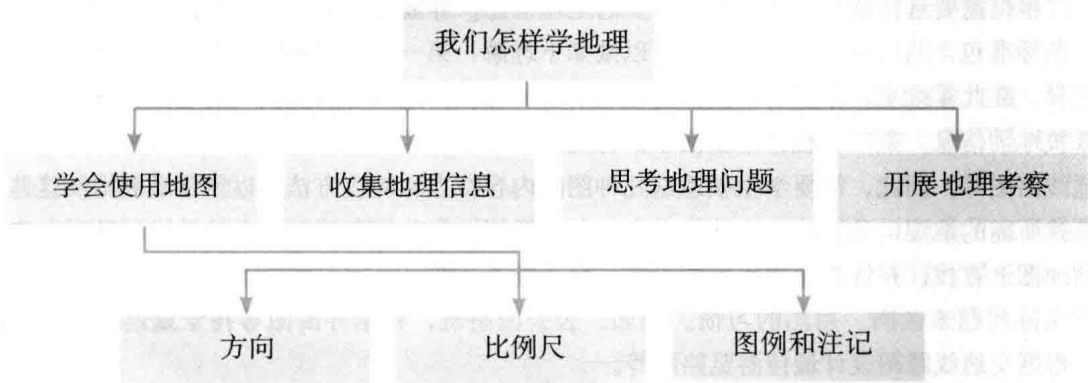 我们怎样学地理
学会使用地图
收集地理信息
思考地理问题
开展地理考察
方向
比例尺
图例和注记